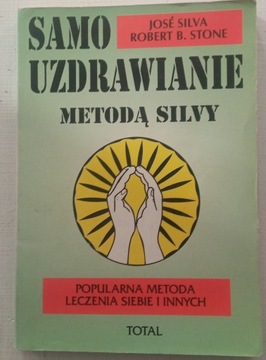 SAMO
JOSÉ SILVA
ROBERT B. STONE
UZDRAWIANIE
METODĄ SILVY
POPULARNA METODA
LECZENIA SIEBIE I INNYCH
TOTAL